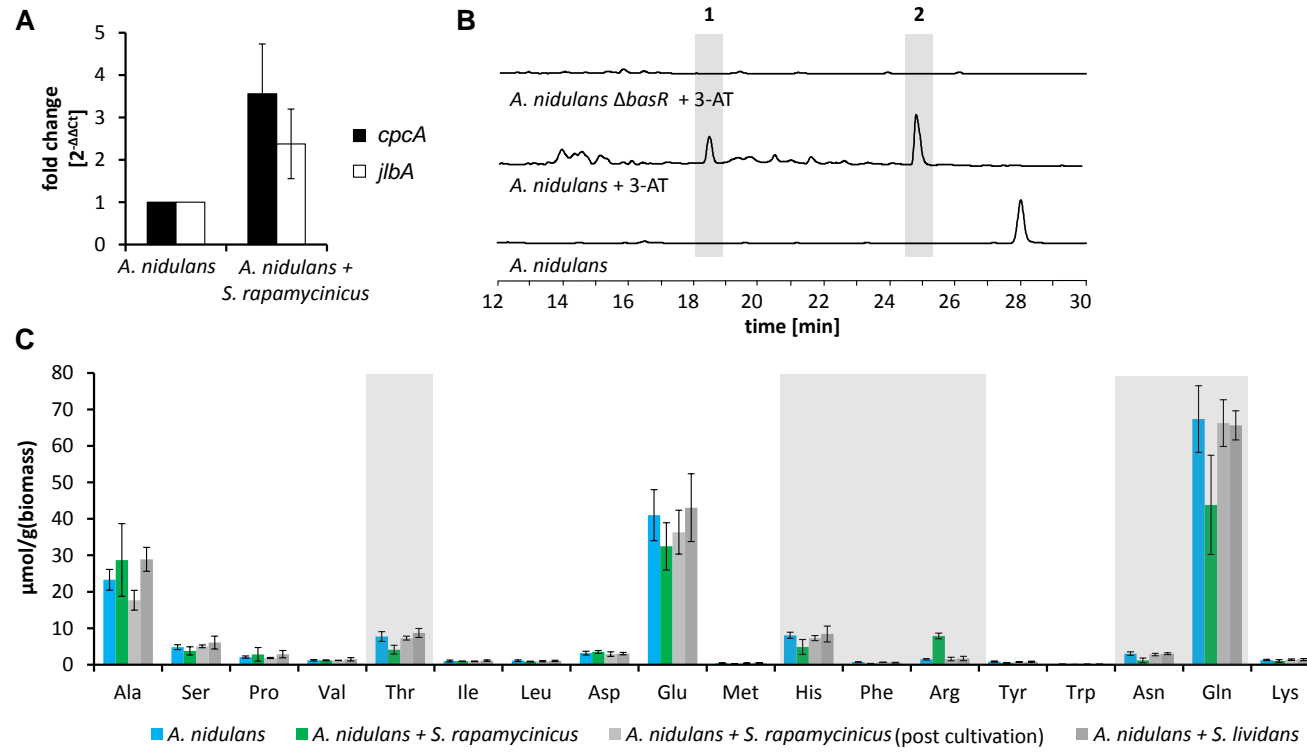 A
fold change
[2^-ΔΔCt]
5
4
3
2
1
0
cpcA
jlbA
A. nidulans
A. nidulans +
S. rapamycinicus
B
1
2
A. nidulans ΔbasR + 3-AT
A. nidulans + 3-AT
A. nidulans
12 14 16 18 20 22 24 26 28 30
time [min]
C
µmol/g(biomass)
80
70
60
50
40
30
20
10
0
Ala Ser Pro Val Thr Ile Leu Asp Glu Met His Phe Arg Tyr Trp Asn Gln Lys
A. nidulans A. nidulans + S. rapamycinicus A. nidulans + S. rapamycinicus (post cultivation) A. nidulans + S. lividans